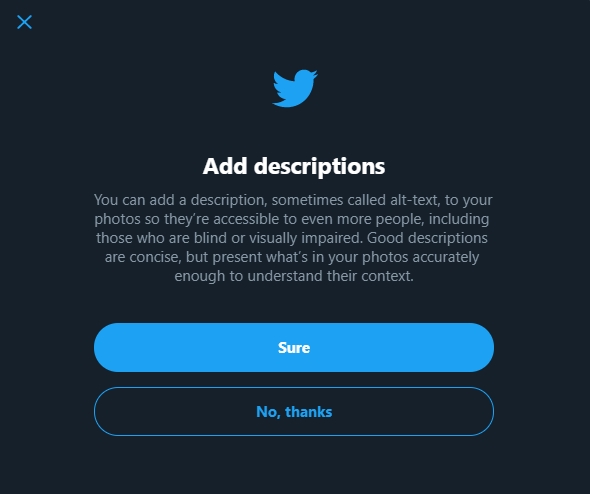 Add descriptions
You can add a description, sometimes called alt-text, to your
photos so they’re accessible to even more people, including
those who are blind or visually impaired. Good descriptions
are concise, but present what’s in your photos accurately
enough to understand their context.
Sure
No, thanks